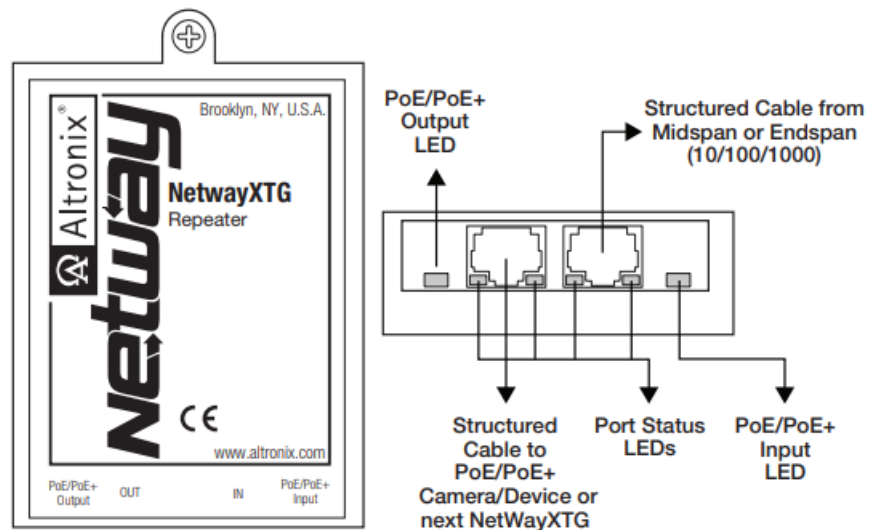 Altronix®
Netway
Brooklyn, NY, U.S.A.
NetwayXTG
Repeater
CE
www.altronix.com
PoE/PoE+
Output
OUT
IN
PoE/PoE+
Input
PoE/PoE+
Output
LED
Structured Cable from
Midspan or Endspan
(10/100/1000)
Structured
Cable to
PoE/PoE+
Camera/Device or
next NetWayXTG
Port Status
LEDs
PoE/PoE+
Input
LED